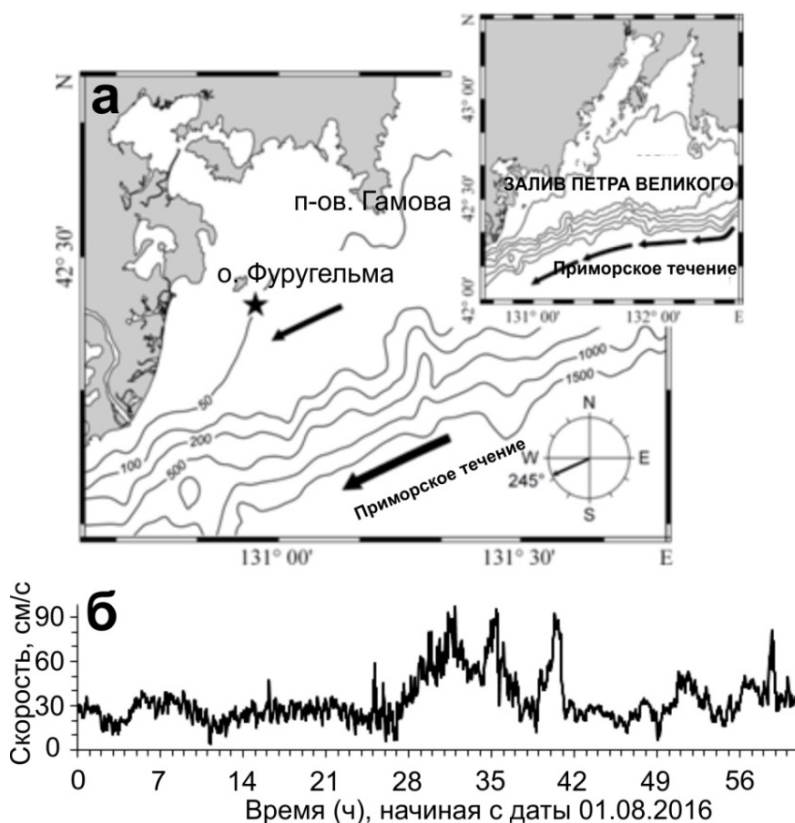 а
N
42° 30'
п-ов. Гамова
о. Фуругельма
50
100
200
500
1000
1500
Приморское течение
N
W E
S
245°
131° 00' 131° 30' E
N
43° 00'
42° 30'
42° 00'
ЗАЛИВ ПЕТРА ВЕЛИКОГО
Приморское течение
131° 00' 132° 00' E
б
Скорость, см/с
90
60
30
0
0 7 14 21 28 35 42 49 56
Время (ч), начиная с даты 01.08.2016